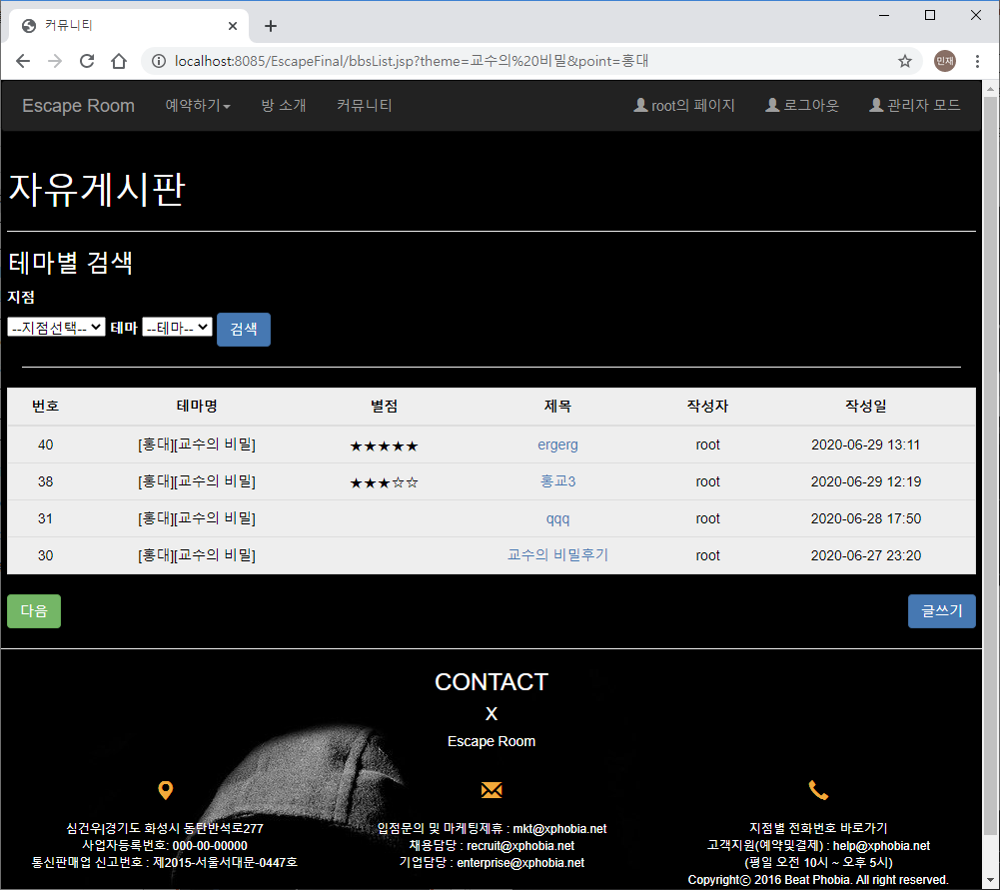 커뮤니티
localhost:8085/EscapeFinal/bbsList.jsp?theme=교수의%20비밀&point=홍대
민재
Escape Room 예약하기 방 소개 커뮤니티 root의 페이지 로그아웃 관리자 모드
자유게시판
테마별 검색
지점
--지점선택-- 테마 --테마-- 검색
번호 테마명 별점 제목 작성자 작성일
40 [홍대][교수의 비밀] ★★★★★ ergerg root 2020-06-29 13:11
38 [홍대][교수의 비밀] ★★★☆☆홍교3 root 2020-06-29 12:19
31 [홍대][교수의 비밀] qqq root 2020-06-28 17:50
30 [홍대][교수의 비밀] 교수의 비밀후기 root 2020-06-27 23:20
다음 글쓰기
CONTACT
X
Escape Room
심건우|경기도 화성시 동탄반석로277
사업자등록번호: 000-00-00000
통신판매업 신고번호 : 제2015-서울서대문-0447호
입점문의 및 마케팅제휴 : mkt@xphobia.net
채용담당 : recruit@xphobia.net
기업담당 : enterprise@xphobia.net
지점별 전화번호 바로가기
고객지원(예약및결제) : help@xphobia.net
(평일 오전 10시 ~ 오후 5시)
Copyrightⓒ 2016 Beat Phobia. All right reserved.